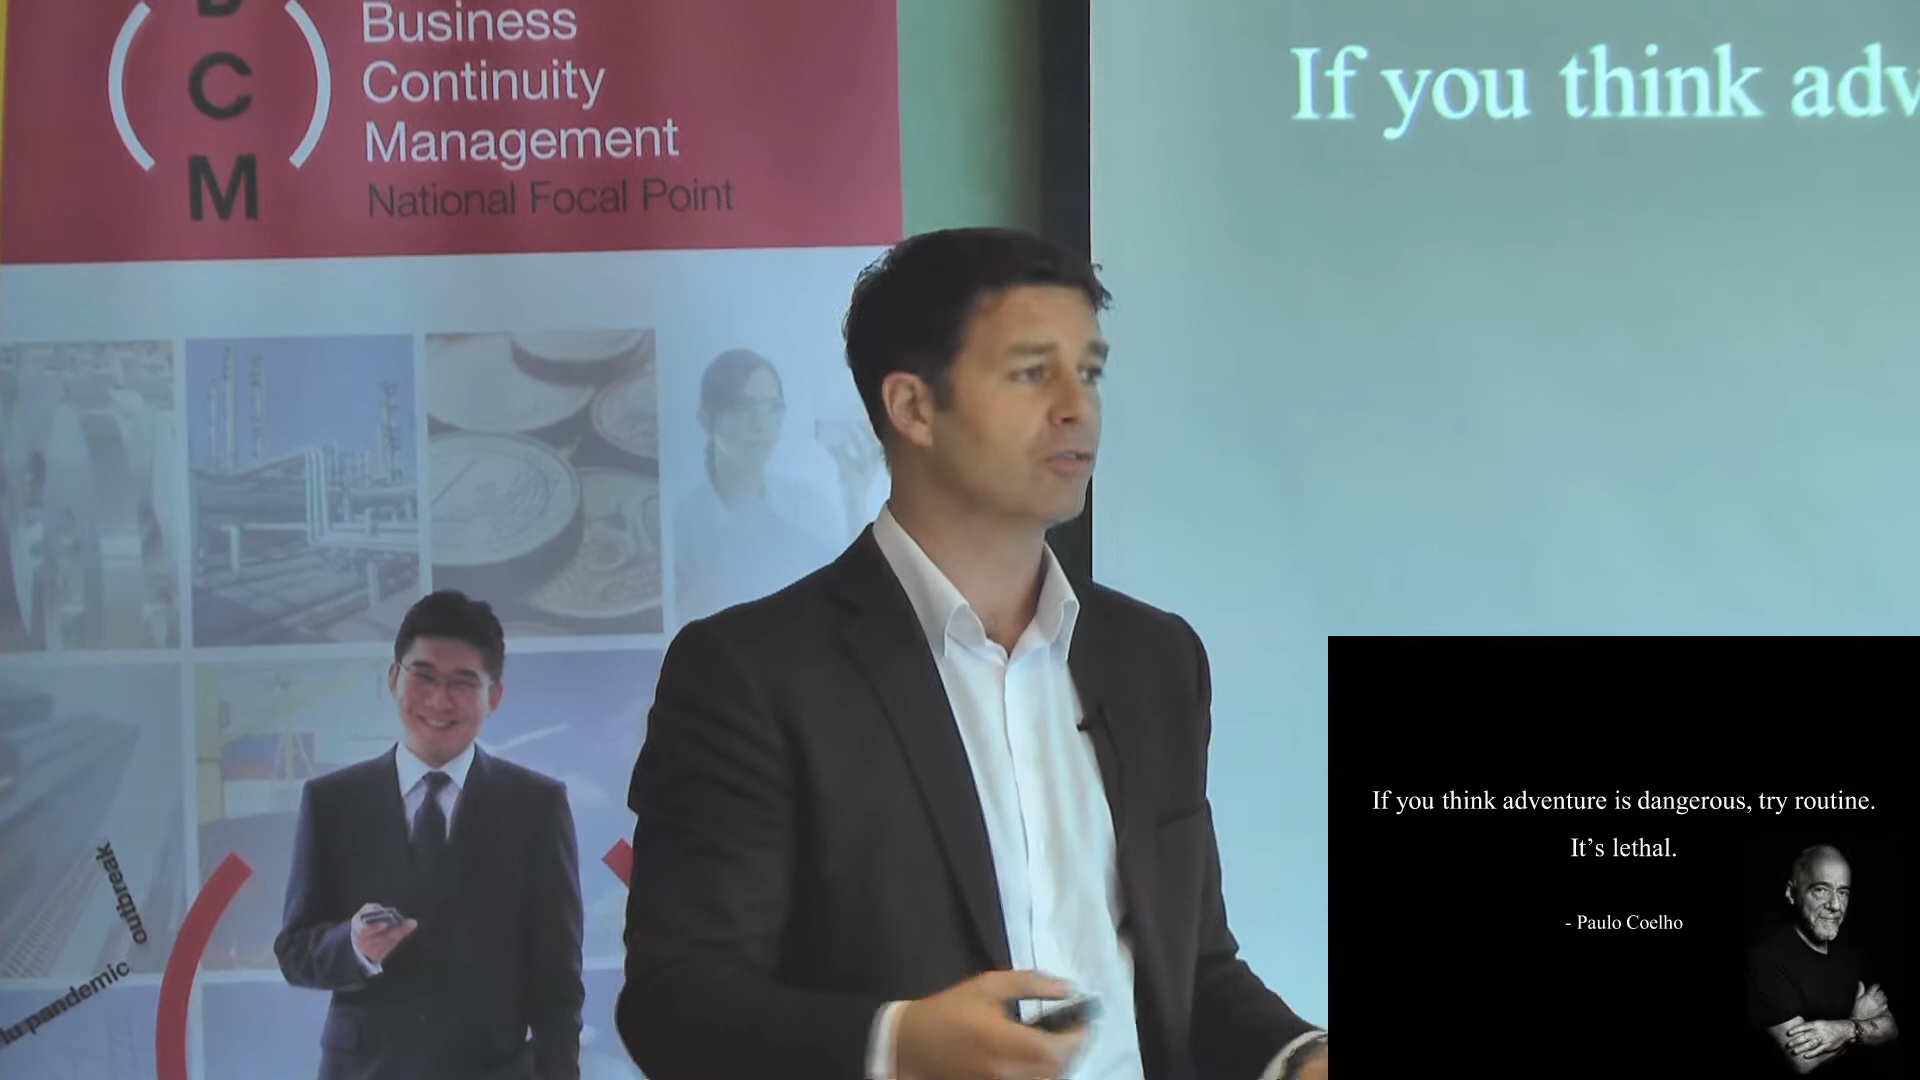 B
C
M
Business
Continuity
Management
National Focal Point
If you think adv
outbreak
lu pandemic
If you think adventure is dangerous, try routine.
It’s lethal.
- Paulo Coelho